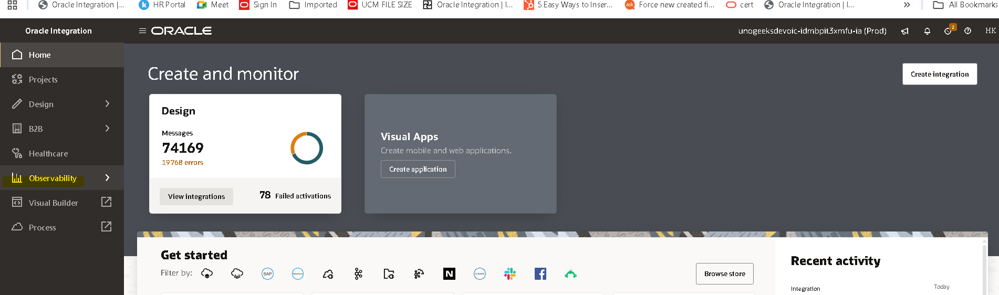 Oracle Integration |...
HR Portal
Meet
Sign In
Imported
UCM FILE SIZE
Oracle Integration | I...
5 Easy Ways to Inser...
Force new created fi...
cert
Oracle Integration | I...
All Bookmarks
Oracle Integration
ORACLE
unogeeksdevoic-idmbpit3xmfu-ia (Prod)
2
HK
Home
Projects
Design
B2B
Healthcare
Observability
Visual Builder
Process
Create and monitor
Create integration
Design
Messages
74169
19768 errors
View integrations
78 Failed activations
Visual Apps
Create mobile and web applications.
Create application
Get started
Filter by:
SAP
N
Browse store
Recent activity
Integration
Today